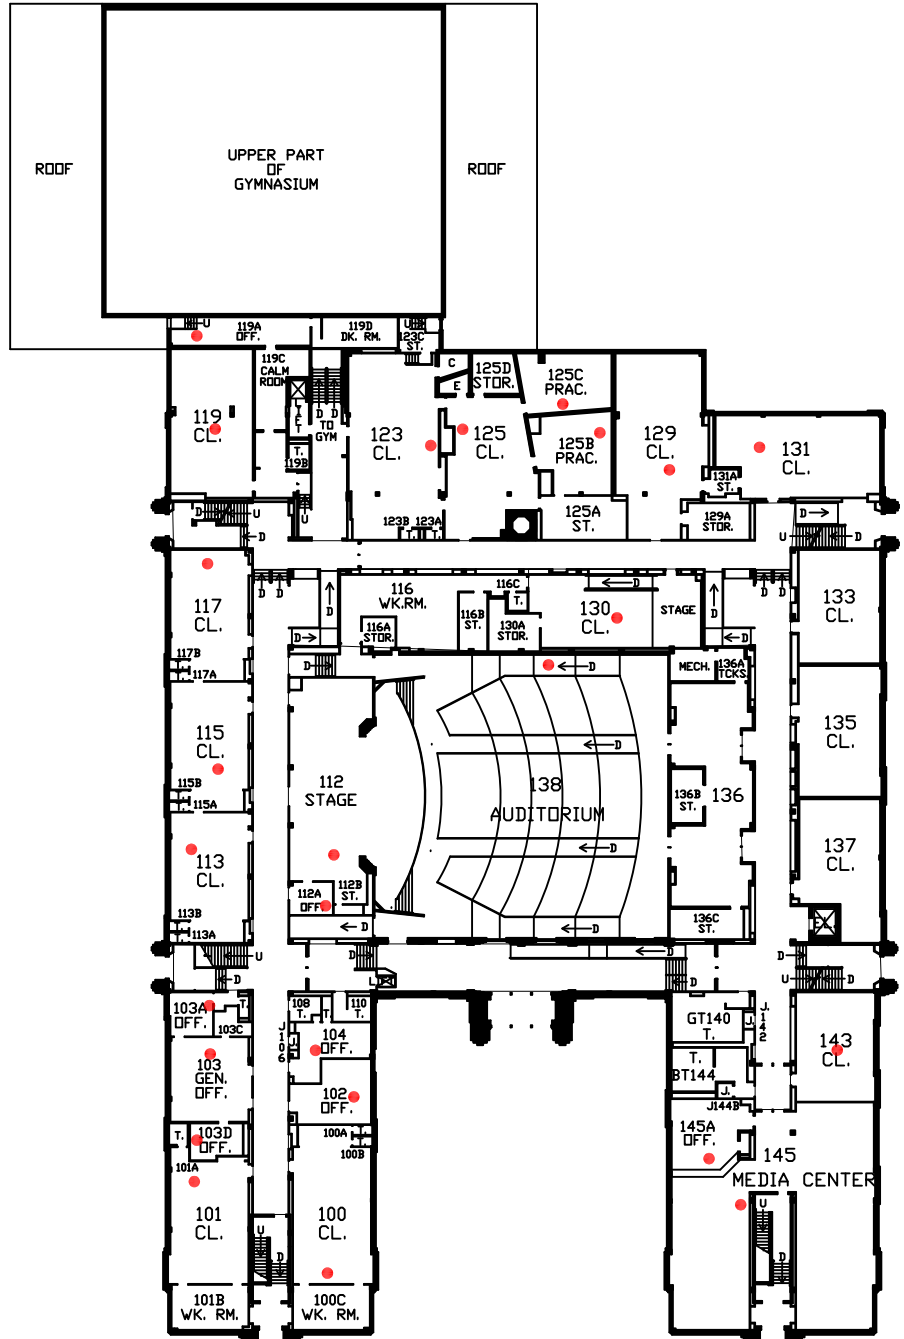 ROOF
UPPER PART
OF
GYMNASIUM
ROOF
U
119A
OFF.
119D
DK. RM.
U
123C
ST.
119C
CALM
ROOM
LIFT
D D
TO
GYM
T.
119B
U
119
CL.
123
CL.
C
E
125D
STOR.
125
CL.
125C
PRAC.
125B
PRAC.
125A
ST.
129
CL.
131
CL.
131A
ST.
129A
STOR.
123B
T.
123A
T.
D
U
D
D
U
D
D D
D
D
116
WK.RM.
116A
STOR.
116B
ST.
116C
T.
130A
STOR.
D
130
CL.
STAGE
D
D
D D
117
CL.
117B
117A
133
CL.
D
D
MECH.
136A
TCKS.
115
CL.
115B
115A
112
STAGE
D
138
AUDITORIUM
D
136B
ST.
136
135
CL.
113
CL.
113B
113A
112A
OFF.
112B
ST.
D
D
136C
ST.
137
CL.
EL.
U
D
D
D
D
D
U
103A
OFF.
T.
103C
J106
108
T.
T.
110
T.
J.
104
OFF.
103
GEN.
OFF.
102
OFF.
GT140
T.
J.
J142
T.
BT144
J.
J144B
143
CL.
T.
103D
OFF.
100A
100B
101A
101
CL.
100
CL.
145A
OFF.
145
MEDIA CENTER
U
D
U
D
101B
WK. RM.
100C
WK. RM.